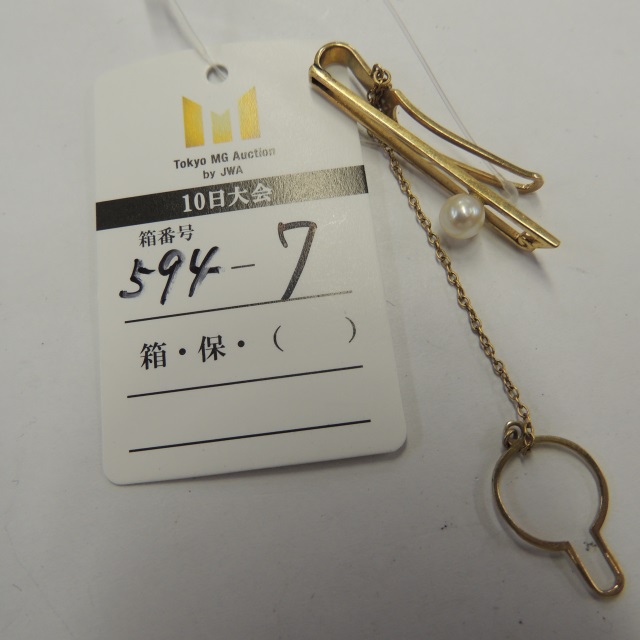 Tokyo MG Auction
by JWA
10日大会
箱番号
594-7
箱・保・（　　）